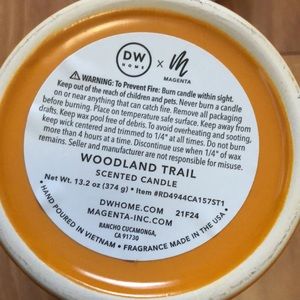 DW
HOME
x
MAGENTA
WARNING: To Prevent Fire: Burn candle within sight.
Keep out of the reach of children and pets. Never burn a candle
on or near anything that can catch fire. Remove all packaging
before burning. Place on temperature safe surface. Keep away from
drafts. Keep wax pool free of debris. To avoid overheating and sooting,
keep wick centered and trimmed to 1/4" at all times. Do not burn
more than 4 hours at a time. Discontinue use when 1/4" of wax
remains. Seller and manufacturer are not responsible for misuse.
WOODLAND TRAIL
SCENTED CANDLE
Net Wt. 13.2 oz (374 g) • Item #RD4944CA157ST1
DWHOME.COM 21F24
MAGENTA-INC.COM
RANCHO CUCAMONGA,
CA 91730
• HAND POURED IN VIETNAM • FRAGRANCE MADE IN THE USA •